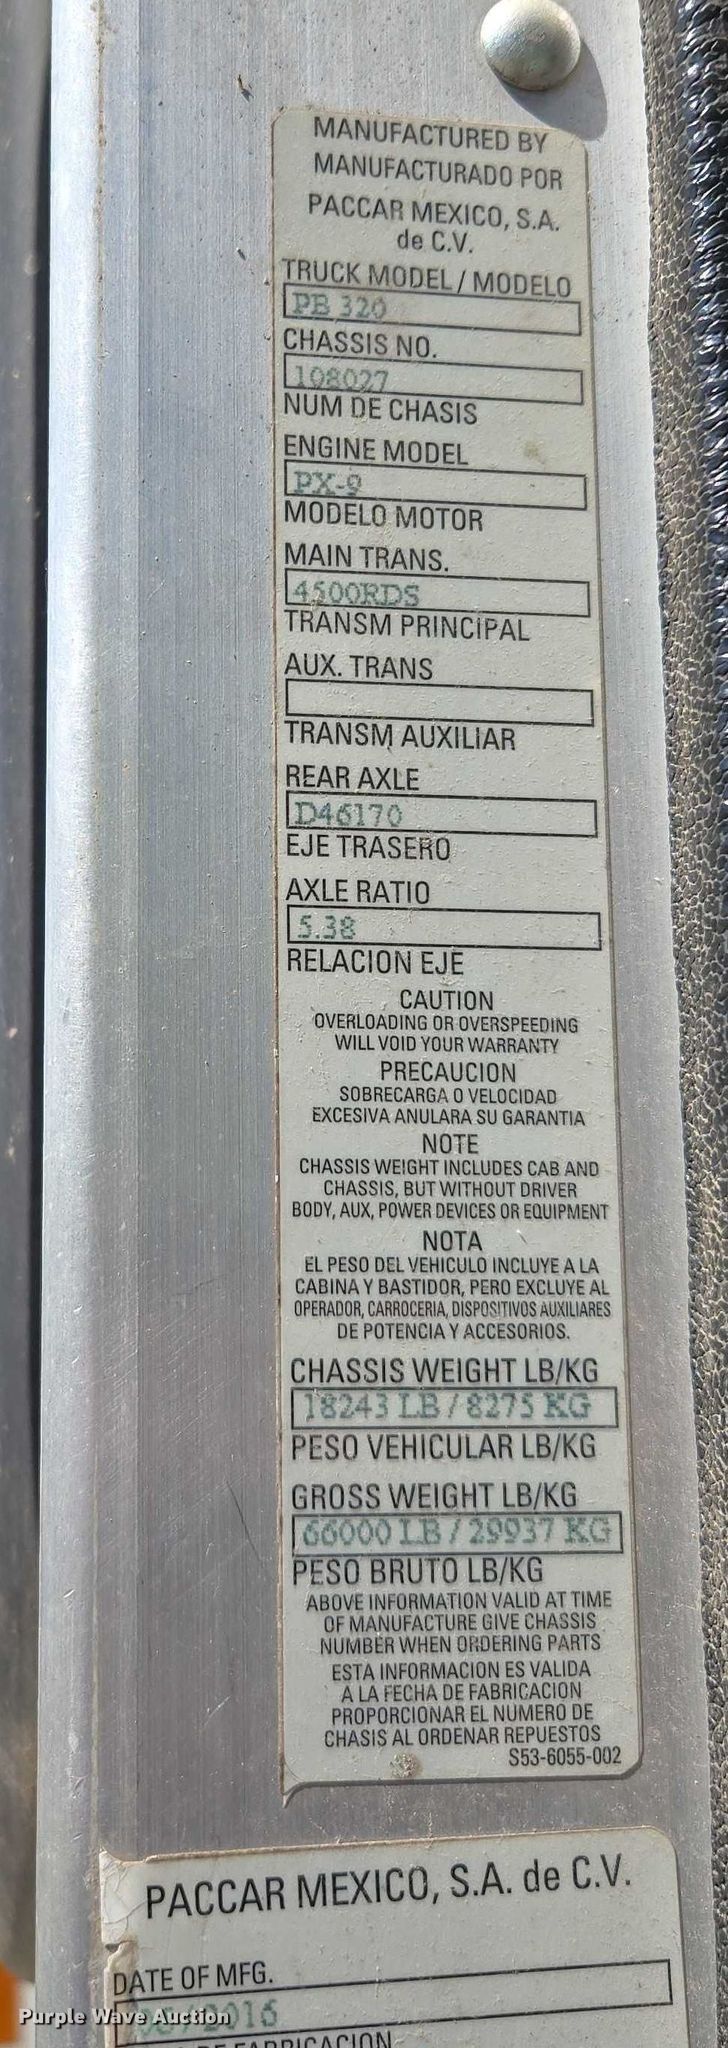 MANUFACTURED BY
MANUFACTURADO POR
PACCAR MEXICO, S.A.
de C.V.
TRUCK MODEL / MODELO
PB 320
CHASSIS NO.
108027
NUM DE CHASIS
ENGINE MODEL
PX-9
MODELO MOTOR
MAIN TRANS.
4500RDS
TRANSM PRINCIPAL
AUX. TRANS
TRANSM AUXILIAR
REAR AXLE
D46170
EJE TRASERO
AXLE RATIO
5.38
RELACION EJE
CAUTION
OVERLOADING OR OVERSPEEDING
WILL VOID YOUR WARRANTY
PRECAUCION
SOBRECARGA O VELOCIDAD
EXCESIVA ANULARA SU GARANTIA
NOTE
CHASSIS WEIGHT INCLUDES CAB AND
CHASSIS, BUT WITHOUT DRIVER
BODY, AUX, POWER DEVICES OR EQUIPMENT
NOTA
EL PESO DEL VEHICULO INCLUYE A LA
CABINA Y BASTIDOR, PERO EXCLUYE AL
OPERADOR, CARROCERIA, DISPOSITIVOS AUXILIARES
DE POTENCIA Y ACCESORIOS.
CHASSIS WEIGHT LB/KG
18243 LB / 8275 KG
PESO VEHICULAR LB/KG
GROSS WEIGHT LB/KG
66000 LB / 29937 KG
PESO BRUTO LB/KG
ABOVE INFORMATION VALID AT TIME
OF MANUFACTURE GIVE CHASSIS
NUMBER WHEN ORDERING PARTS
ESTA INFORMACION ES VALIDA
A LA FECHA DE FABRICACION
PROPORCIONAR EL NUMERO DE
CHASIS AL ORDENAR REPUESTOS
S53-6055-002
PACCAR MEXICO, S.A. de C.V.
DATE OF MFG.
Purple Wave Auction
DE FABRICACION